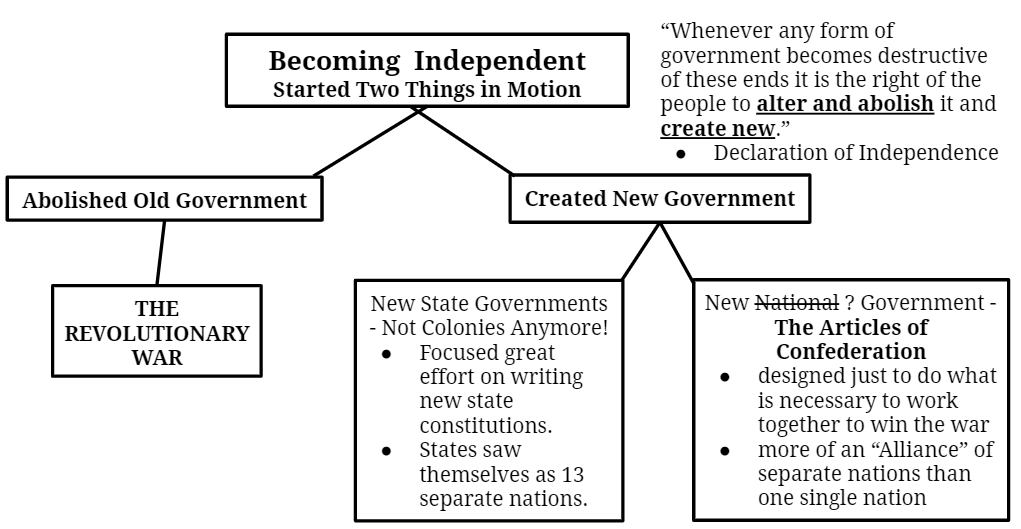 Becoming  Independent
Started Two Things in Motion
“Whenever any form of
government becomes destructive
of these ends it is the right of the
people to alter and abolish it and
create new.”
● Declaration of Independence
Abolished Old Government
Created New Government
THE
REVOLUTIONARY
WAR
New State Governments
- Not Colonies Anymore!
● Focused great
effort on writing
new state
constitutions.
● States saw
themselves as 13
separate nations.
New National ? Government -
The Articles of
Confederation
● designed just to do what
is necessary to work
together to win the war
● more of an “Alliance” of
separate nations than
one single nation